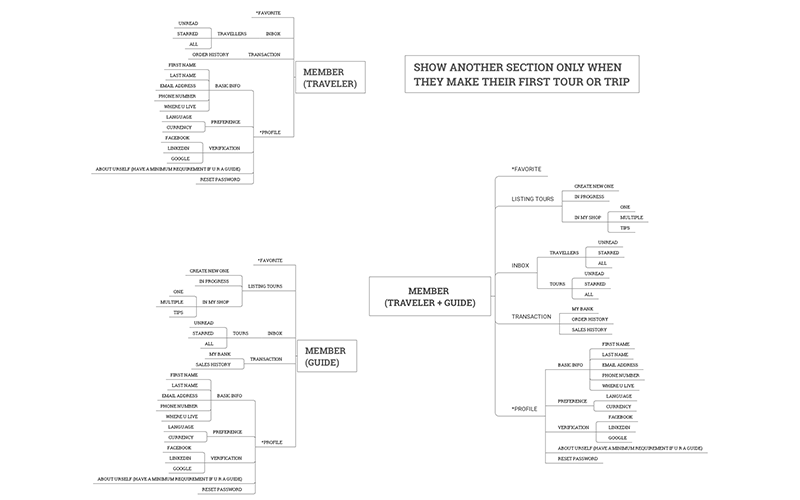 *FAVORITE
UNREAD
STARRED
ALL
TRAVELLERS
INBOX
ORDER HISTORY
TRANSACTION
FIRST NAME
LAST NAME
EMAIL ADDRESS
PHONE NUMBER
WHERE U LIVE
BASIC INFO
LANGUAGE
CURRENCY
PREFERENCE
FACEBOOK
LINKEDIN
GOOGLE
VERIFICATION
*PROFILE
ABOUT URSELF (HAVE A MINIMUM REQUIREMENT IF U R A GUIDE)
RESET PASSWORD
MEMBER
(TRAVELER)
SHOW ANOTHER SECTION ONLY WHEN
THEY MAKE THEIR FIRST TOUR OR TRIP
*FAVORITE
CREATE NEW ONE
IN PROGRESS
LISTING TOURS
ONE
MULTIPLE
TIPS
IN MY SHOP
UNREAD
STARRED
ALL
TOURS
INBOX
MY BANK
SALES HISTORY
TRANSACTION
FIRST NAME
LAST NAME
EMAIL ADDRESS
PHONE NUMBER
WHERE U LIVE
BASIC INFO
LANGUAGE
CURRENCY
PREFERENCE
FACEBOOK
LINKEDIN
GOOGLE
VERIFICATION
*PROFILE
ABOUT URSELF (HAVE A MINIMUM REQUIREMENT IF U R A GUIDE)
RESET PASSWORD
MEMBER
(GUIDE)
MEMBER
(TRAVELER + GUIDE)
*FAVORITE
LISTING TOURS
CREATE NEW ONE
IN PROGRESS
IN MY SHOP
ONE
MULTIPLE
TIPS
INBOX
TRAVELLERS
UNREAD
STARRED
ALL
TOURS
UNREAD
STARRED
ALL
TRANSACTION
MY BANK
ORDER HISTORY
SALES HISTORY
*PROFILE
BASIC INFO
FIRST NAME
LAST NAME
EMAIL ADDRESS
PHONE NUMBER
WHERE U LIVE
PREFERENCE
LANGUAGE
CURRENCY
VERIFICATION
FACEBOOK
LINKEDIN
GOOGLE
ABOUT URSELF (HAVE A MINIMUM REQUIREMENT IF U R A GUIDE)
RESET PASSWORD